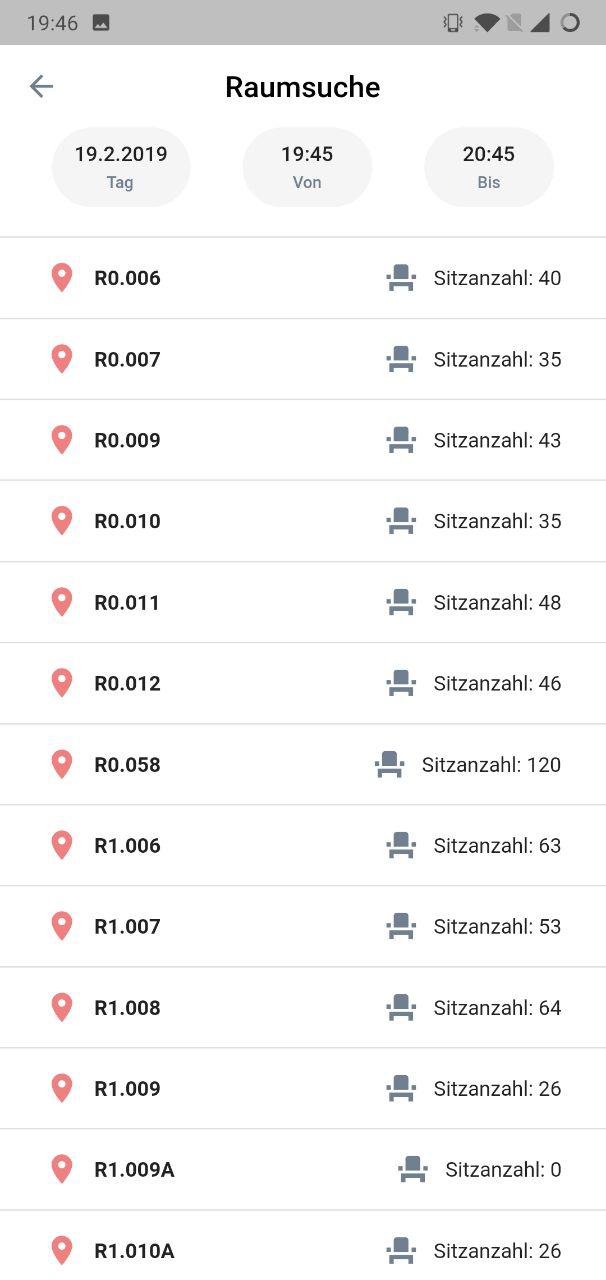 19:46
Raumsuche
19.2.2019 19:45 20:45
Tag Von Bis
R0.006 Sitzanzahl: 40
R0.007 Sitzanzahl: 35
R0.009 Sitzanzahl: 43
R0.010 Sitzanzahl: 35
R0.011 Sitzanzahl: 48
R0.012 Sitzanzahl: 46
R0.058 Sitzanzahl: 120
R1.006 Sitzanzahl: 63
R1.007 Sitzanzahl: 53
R1.008 Sitzanzahl: 64
R1.009 Sitzanzahl: 26
R1.009A Sitzanzahl: 0
R1.010A Sitzanzahl: 26